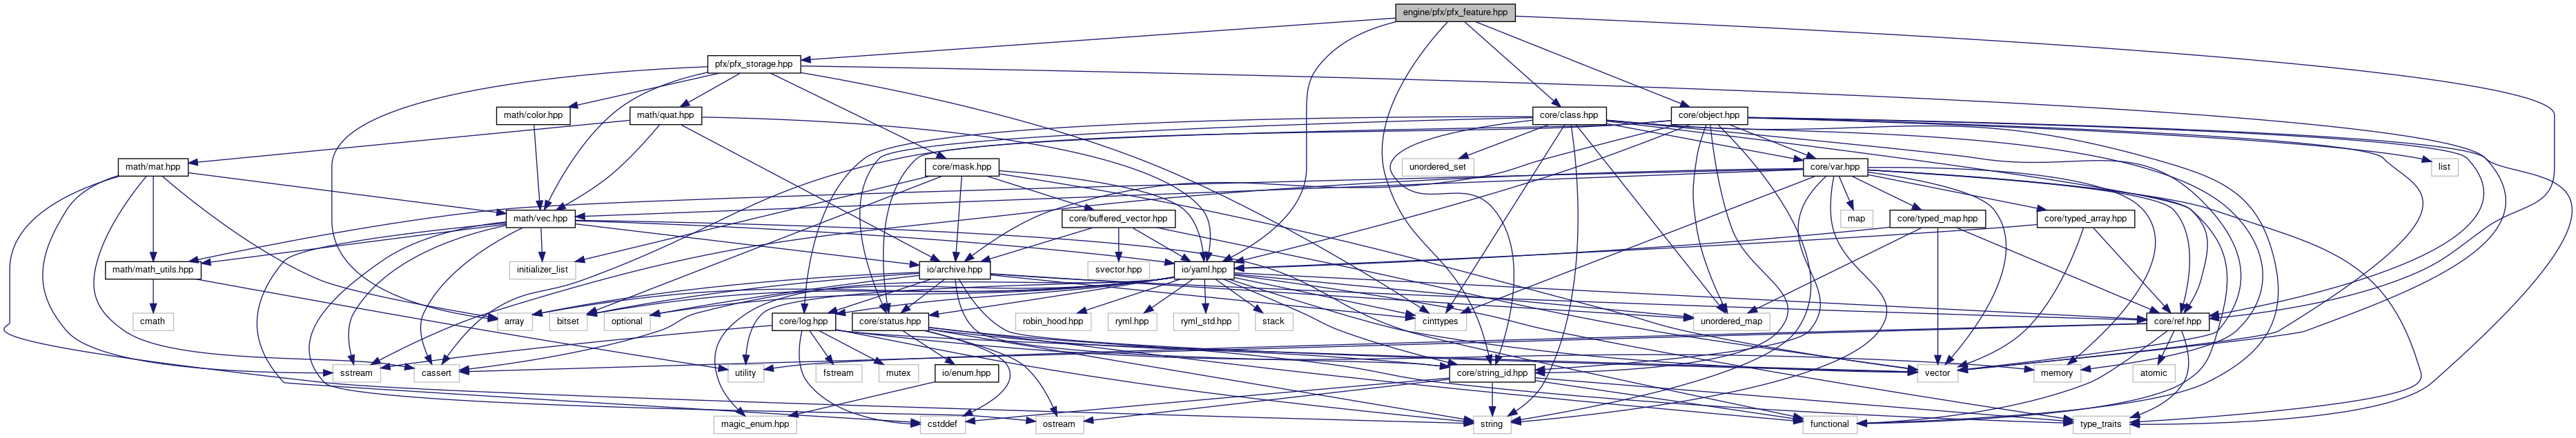 engine/pfx/pfx_feature.hpp
pfx/pfx_storage.hpp
math/color.hpp
math/quat.hpp
core/class.hpp
core/object.hpp
math/mat.hpp
core/mask.hpp
unordered_set
core/var.hpp
list
math/vec.hpp
core/buffered_vector.hpp
map
core/typed_map.hpp
core/typed_array.hpp
math/math_utils.hpp
initializer_list
io/archive.hpp
svector.hpp
io/yaml.hpp
cmath
array
bitset
optional
core/log.hpp
core/status.hpp
robin_hood.hpp
ryml.hpp
ryml_std.hpp
stack
cinttypes
unordered_map
core/ref.hpp
sstream
cassert
utility
fstream
mutex
io/enum.hpp
core/string_id.hpp
vector
memory
atomic
magic_enum.hpp
cstddef
ostream
string
functional
type_traits